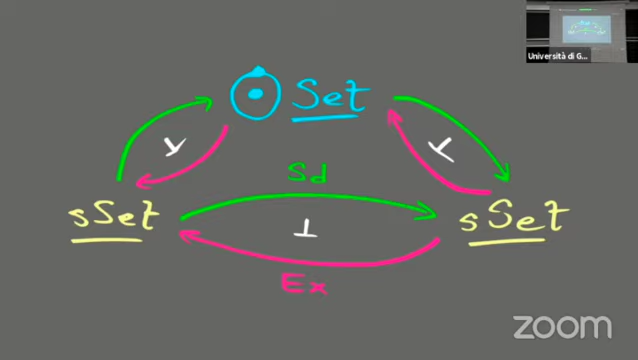 Università di G...
⊙ Set
⊥ ⊥
Sd
sSet sSet
⊥
Ex
zoom